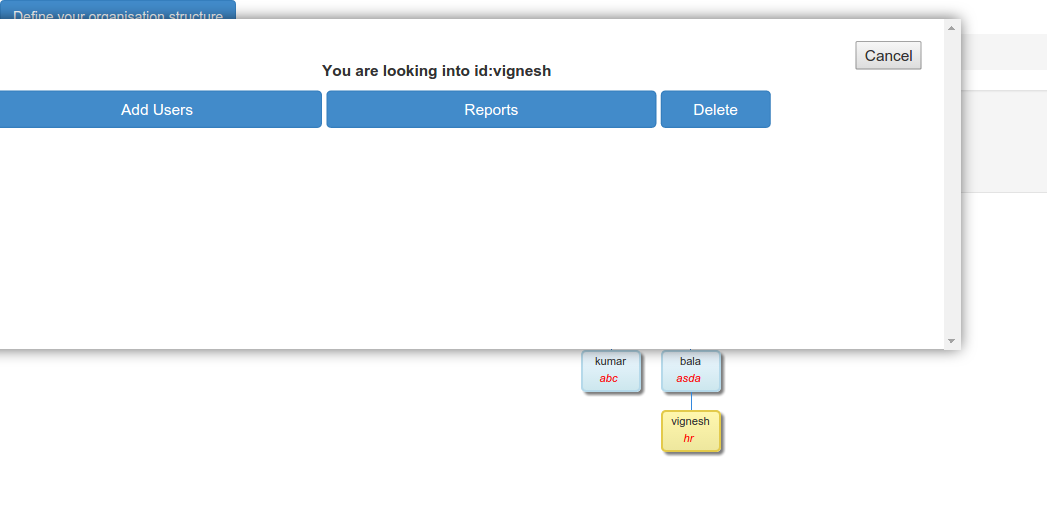 Define your organisation structure
Cancel
You are looking into id:vignesh
Add Users Reports Delete
kumar bala
abc asda
vignesh
hr